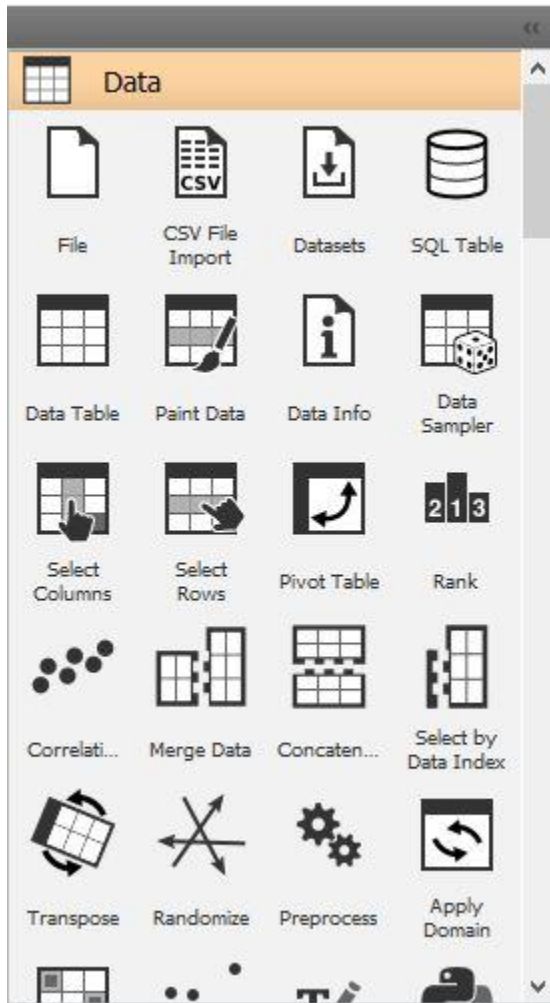 Data
CSV
File
CSV File
Import
Datasets
SQL Table
i
Data Table
Paint Data
Data Info
Data
Sampler
2 1 3
Select
Columns
Select
Rows
Pivot Table
Rank
Correlati...
Merge Data
Concaten...
Select by
Data Index
Transpose
Randomize
Preprocess
Apply
Domain